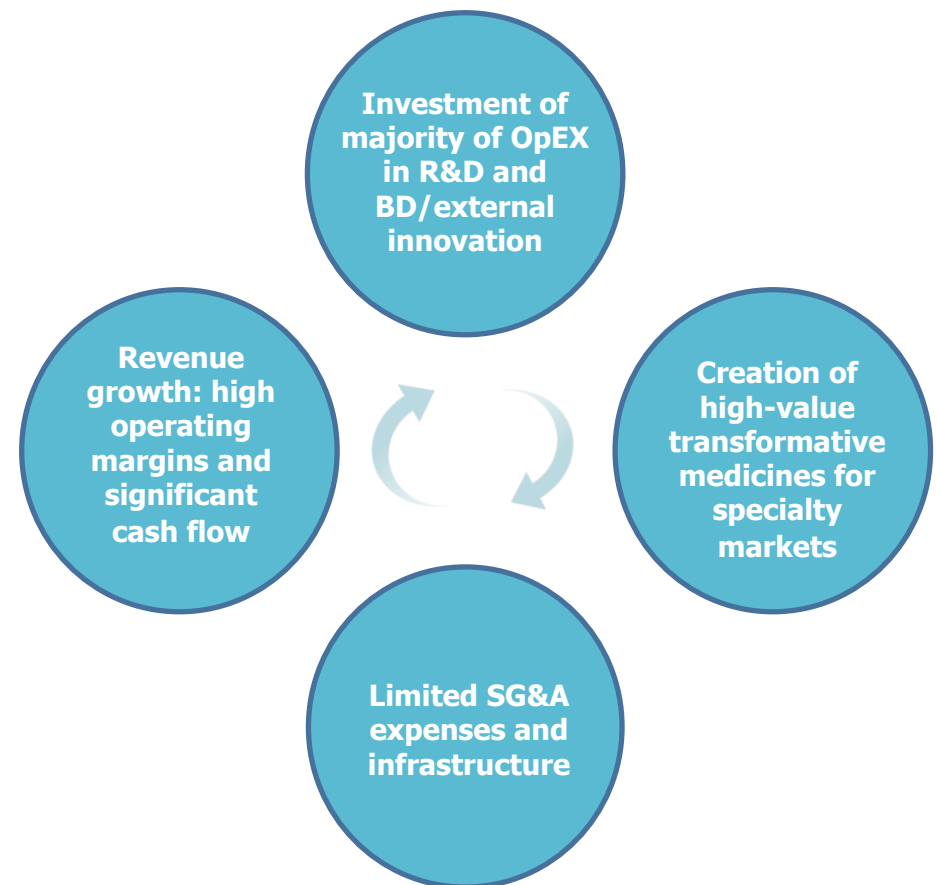 Investment of
majority of OpEX
in R&D and
BD/external
innovation
Revenue
growth: high
operating
margins and
significant
cash flow
Creation of
high-value
transformative
medicines for
specialty
markets
Limited SG&A
expenses and
infrastructure